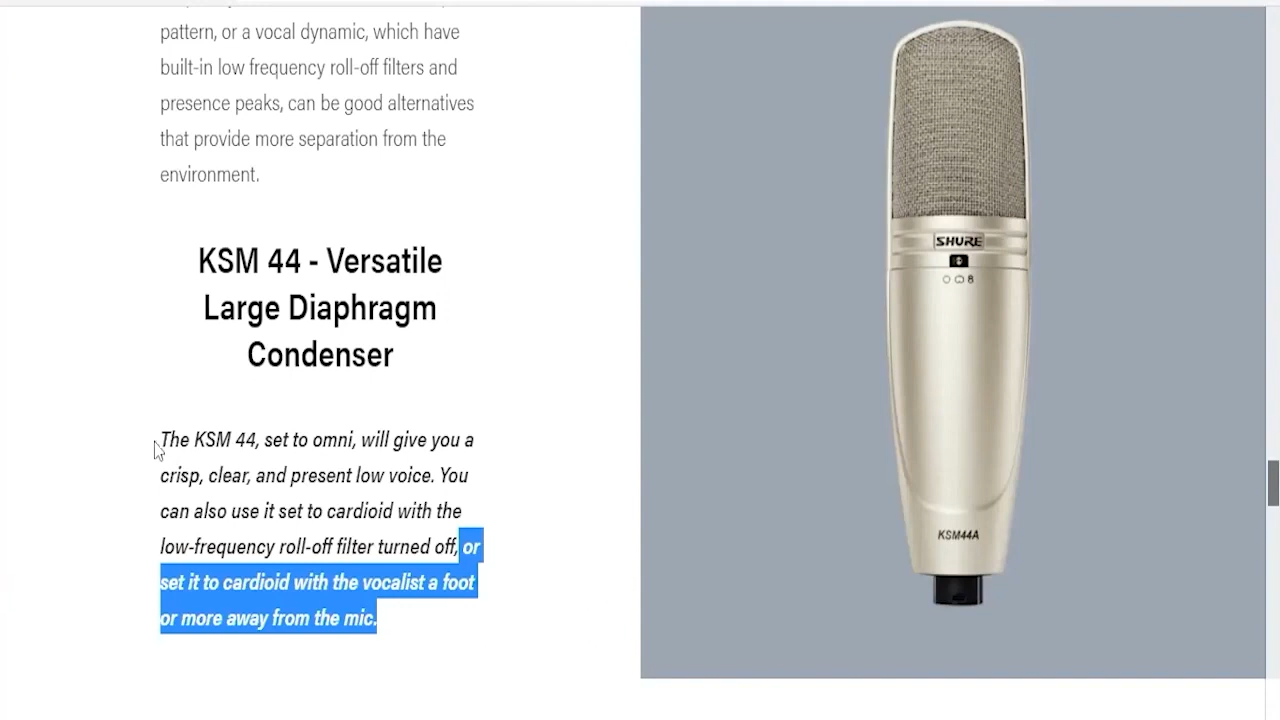 pattern, or a vocal dynamic, which have
built-in low frequency roll-off filters and
presence peaks, can be good alternatives
that provide more separation from the
environment.
KSM 44 - Versatile
Large Diaphragm
Condenser
The KSM 44, set to omni, will give you a
crisp, clear, and present low voice. You
can also use it set to cardioid with the
low-frequency roll-off filter turned off, or
set it to cardioid with the vocalist a foot
or more away from the mic.
SHURE
KSM44A